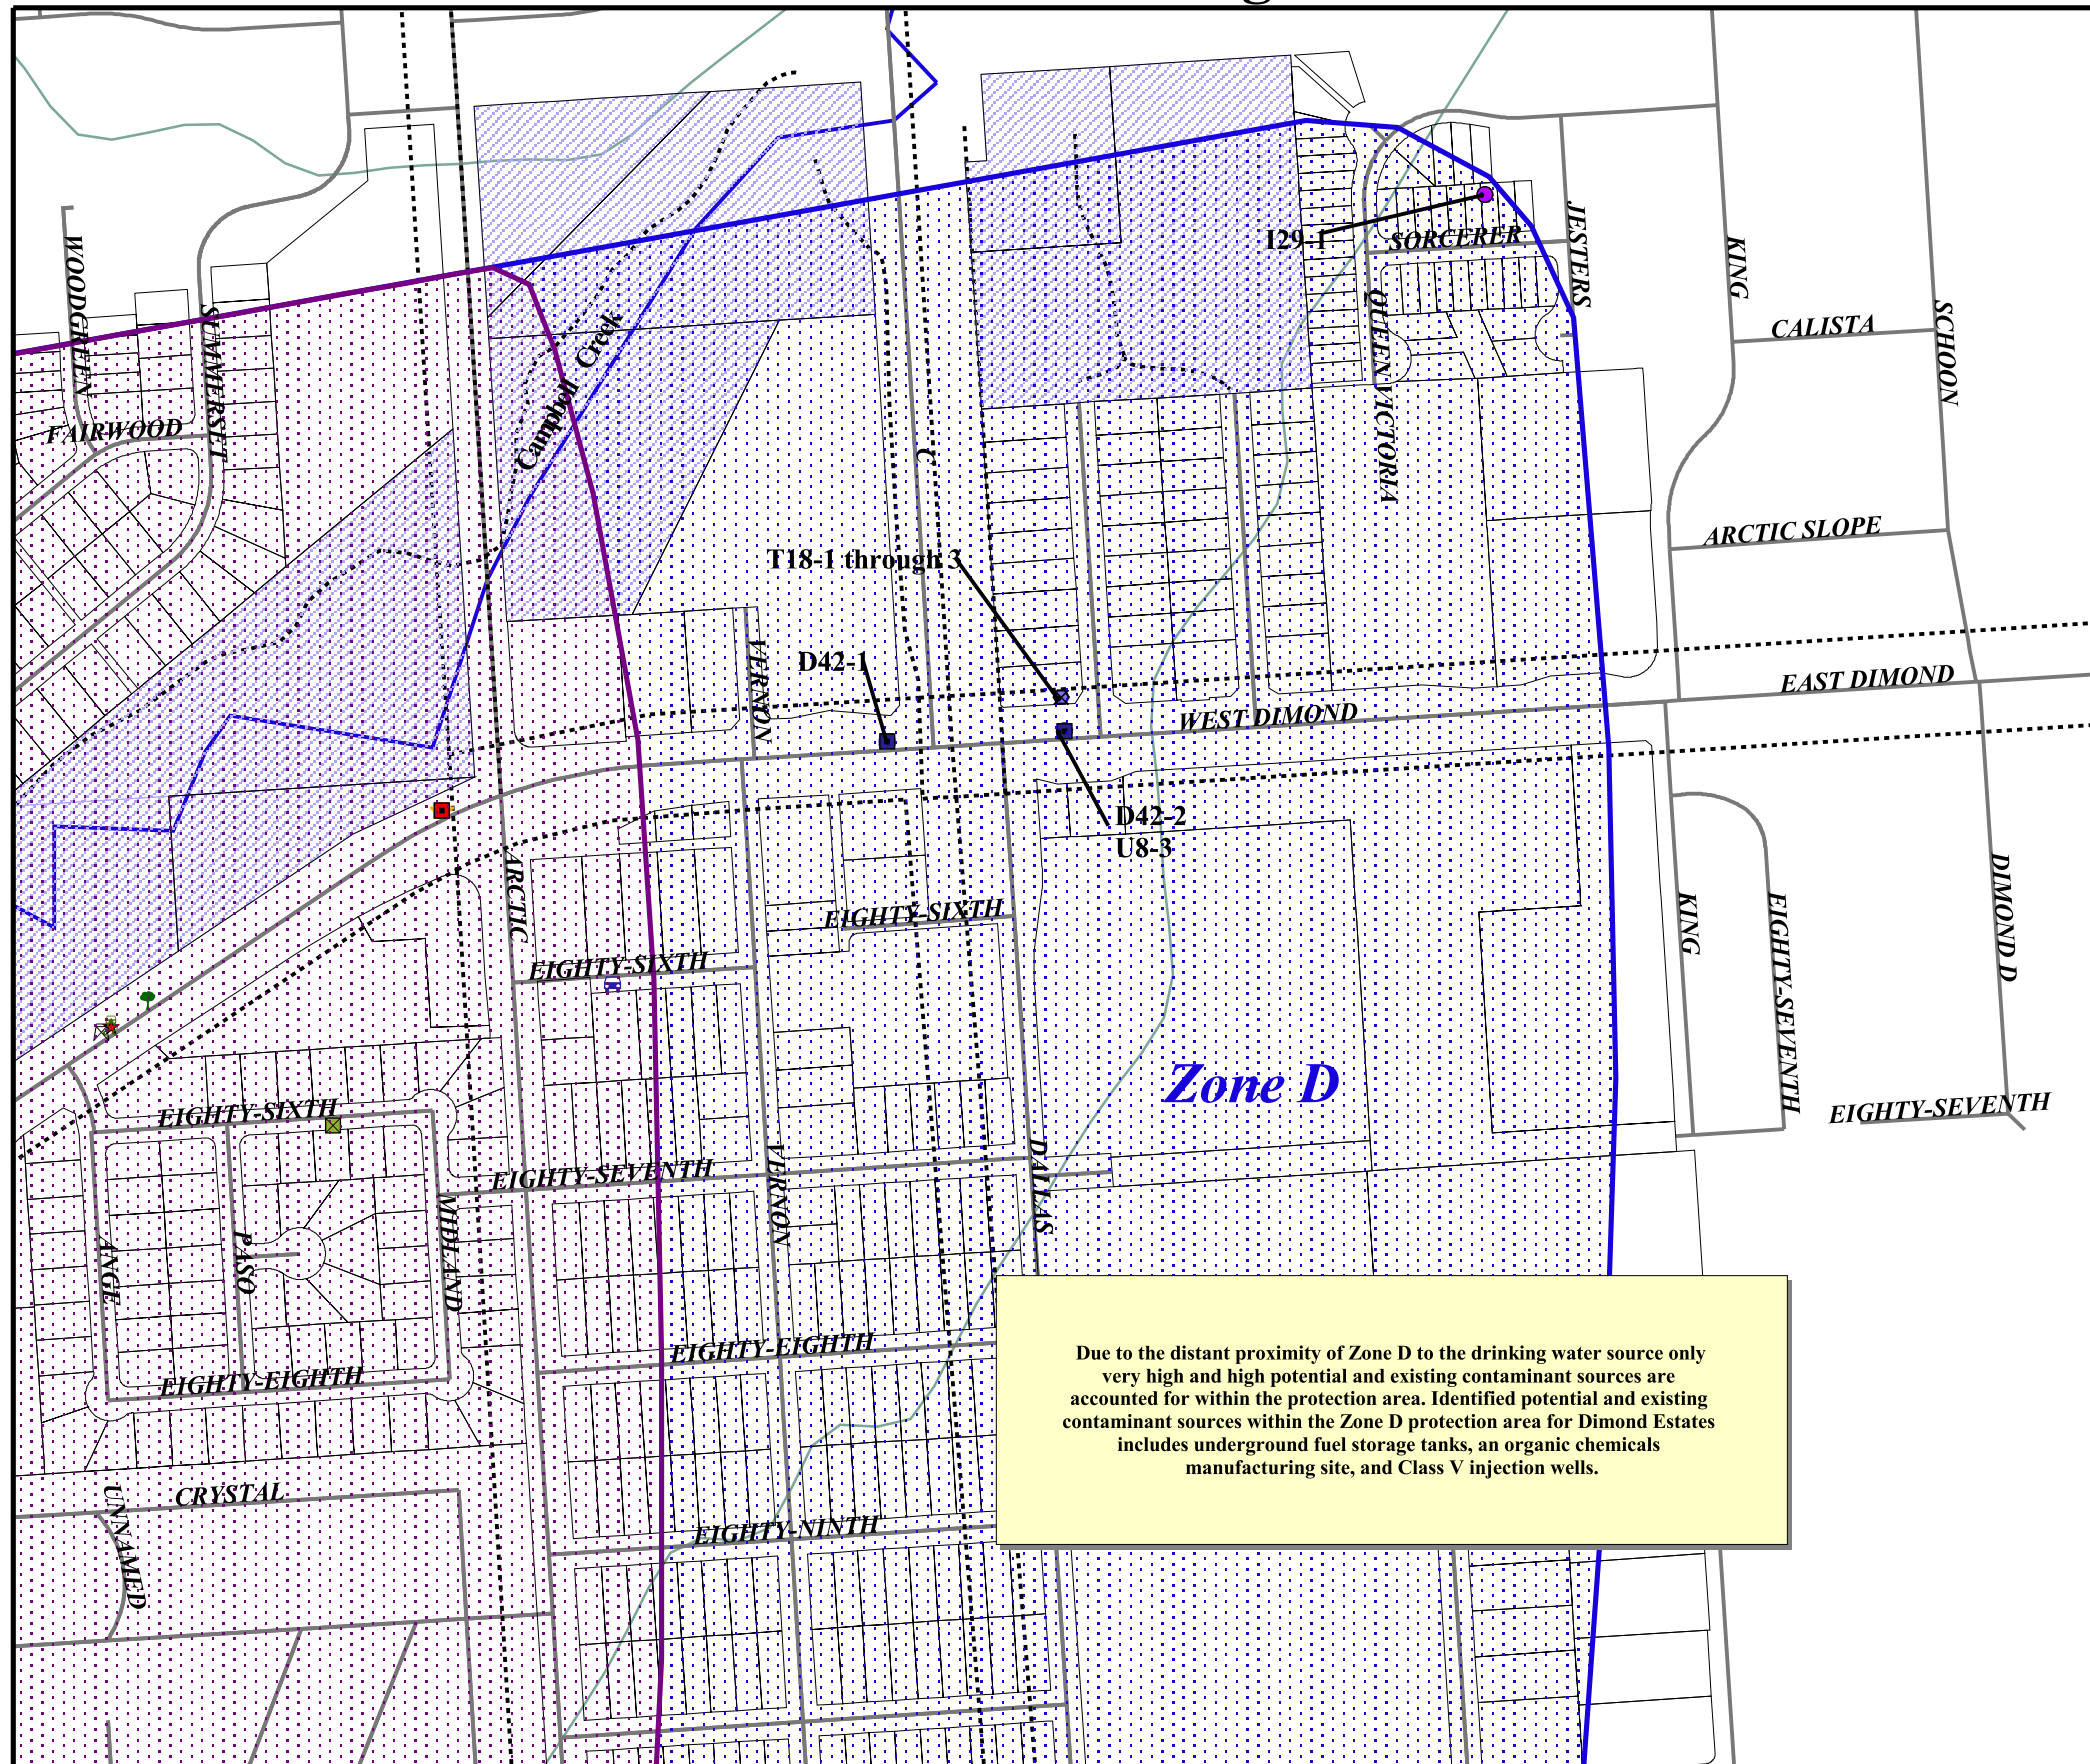 I29-1
SORCERER
JESTERS
KING
WOODGREEN
SUMMERSET
CALISTA
SCHOON
QUEEN VICTORIA
Campbell Creek
FAIRWOOD
C
ARCTIC SLOPE
T18-1 through 3
D42-1
VERNON
EAST DIMOND
WEST DIMOND
D42-2
U8-3
ARCTIC
EIGHTY-SIXTH
KING
EIGHTY-SEVENTH
DIMOND D
EIGHTY-SIXTH
Zone D
EIGHTY-SIXTH
EIGHTY-SEVENTH
EIGHTY-SEVENTH
VERNON
DALLAS
ANGE
PASO
MIDLAND
EIGHTY-EIGHTH
EIGHTY-EIGHTH
Due to the distant proximity of Zone D to the drinking water source only
very high and high potential and existing contaminant sources are
accounted for within the protection area. Identified potential and existing
contaminant sources within the Zone D protection area for Dimond Estates
includes underground fuel storage tanks, an organic chemicals
manufacturing site, and Class V injection wells.
CRYSTAL
UNNAMED
EIGHTY-NINTH